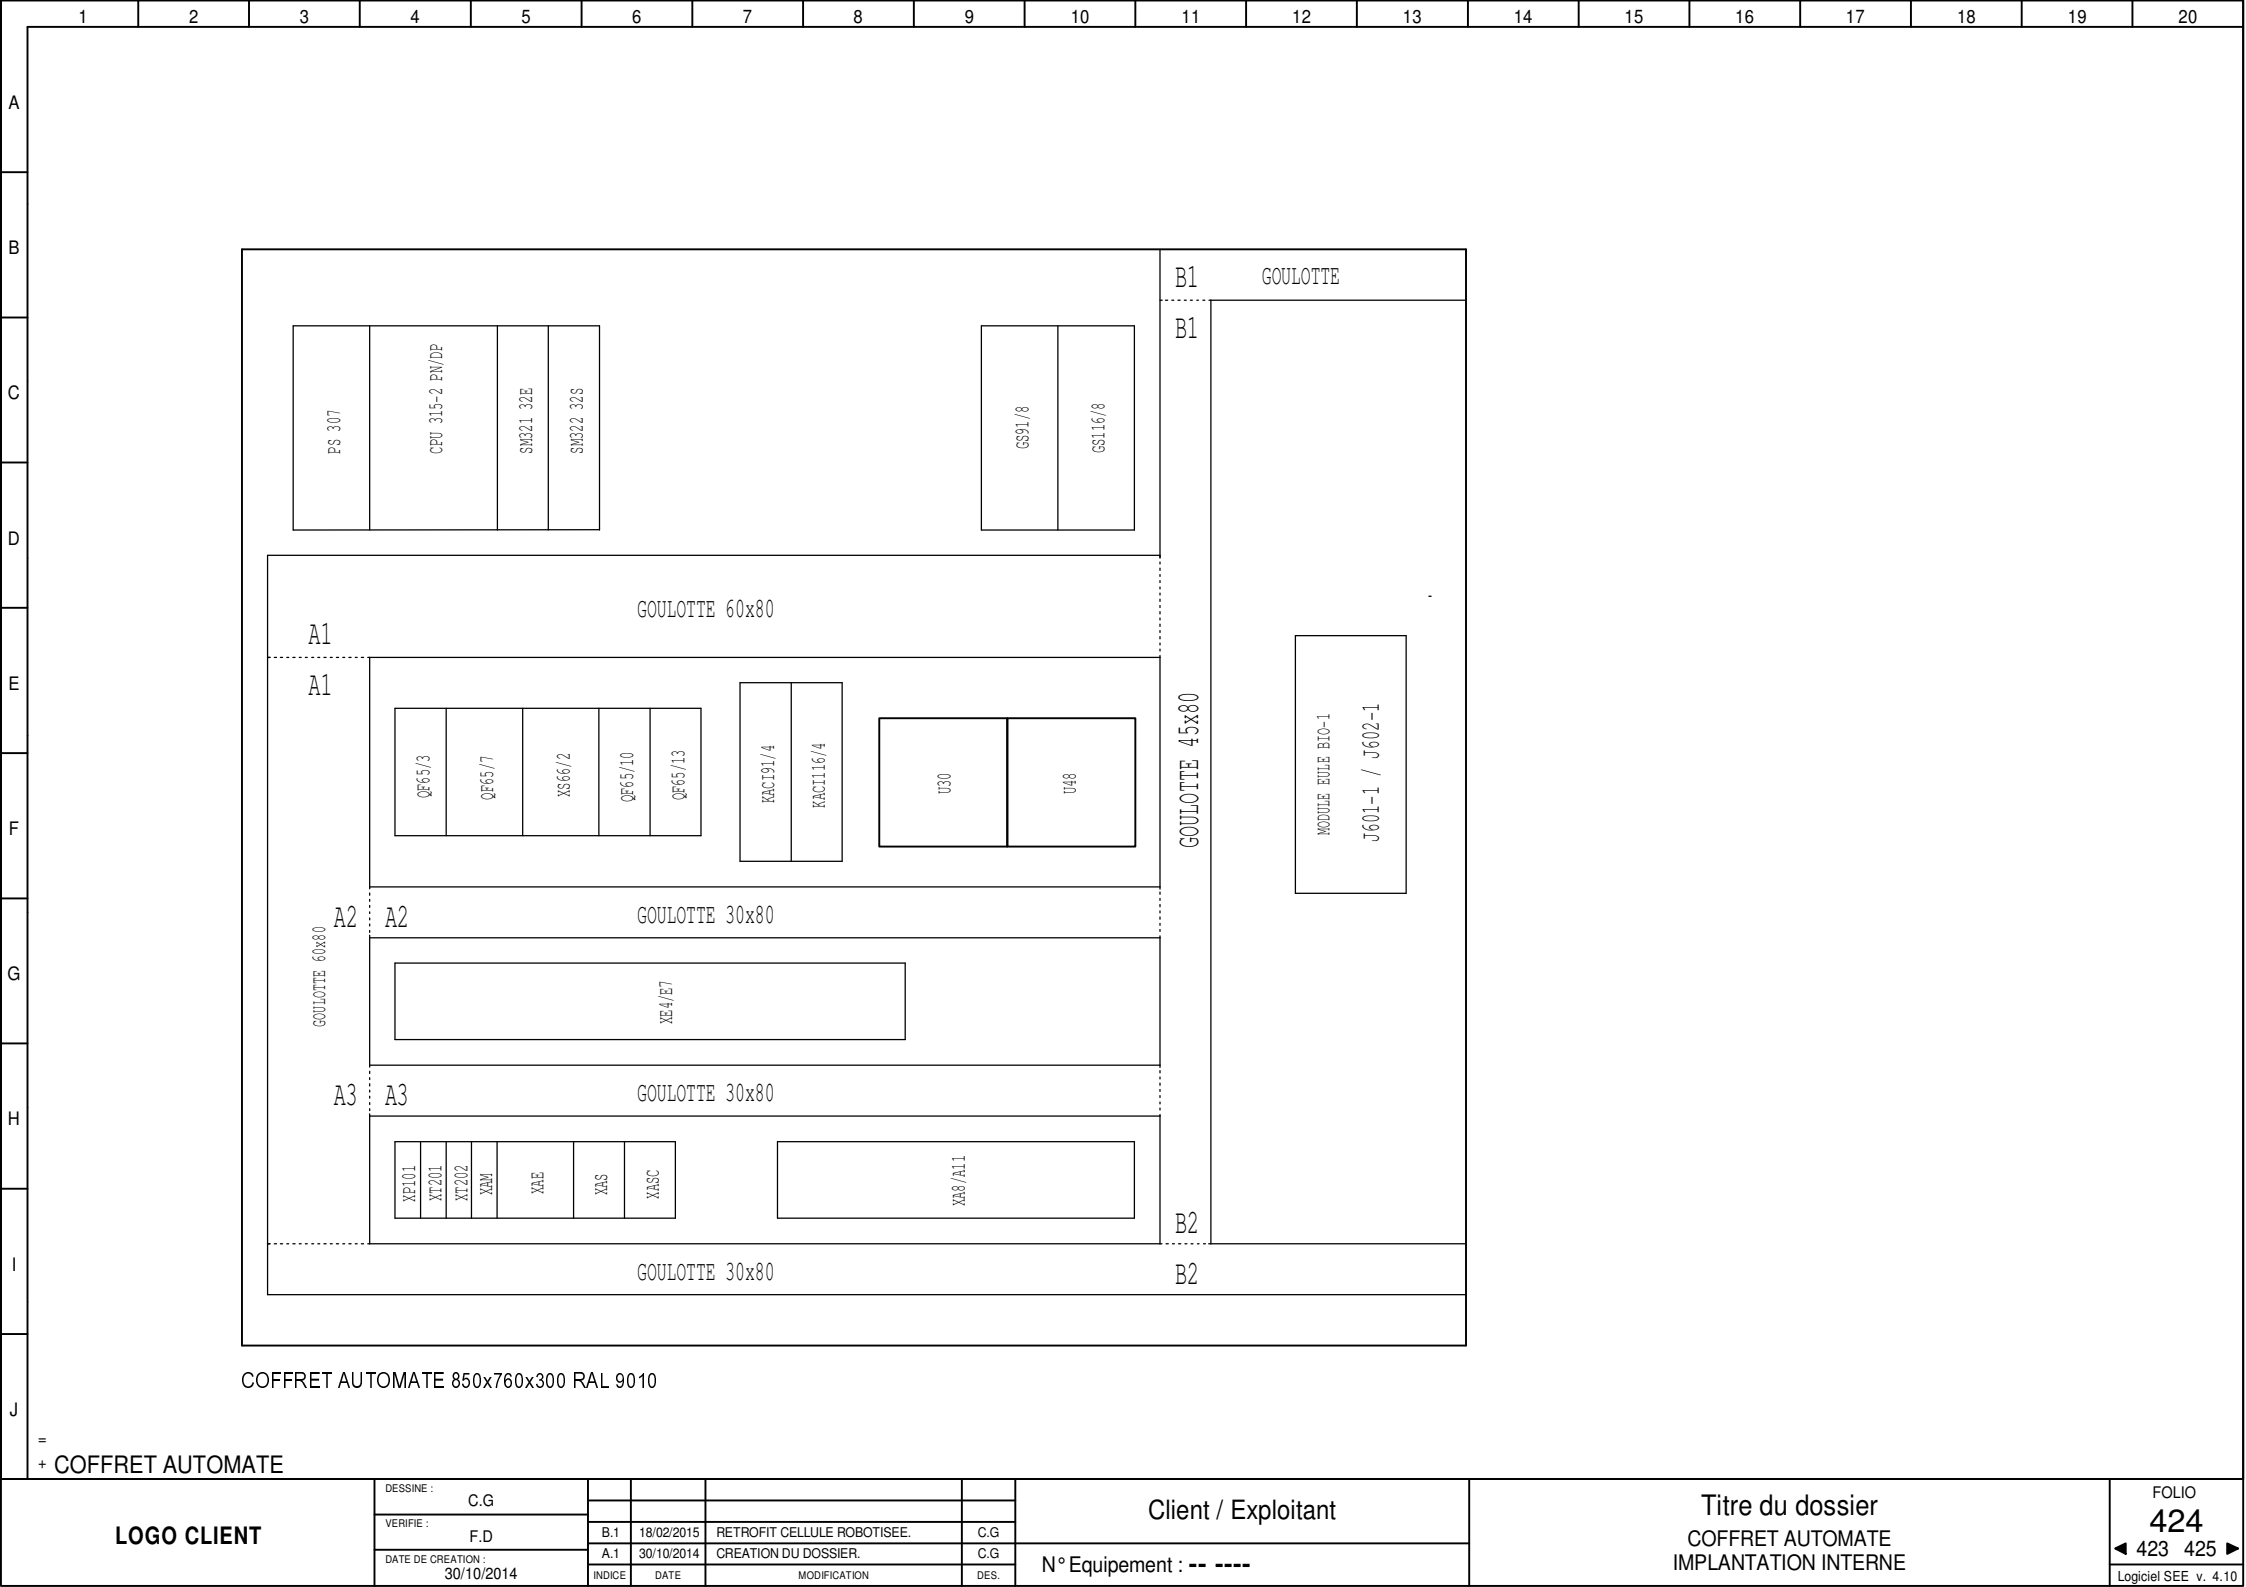 1 2 3 4 5 6 7 8 9 10 11 12 13 14 15 16 17 18 19 20
A
B
C
D
E
F
G
H
I
J
B1 GOULOTTE
B1
PS 307
CPU 315-2 PN/DP
SM321 32E
SM322 32S
GS91/8
GS116/8
GOULOTTE 60x80
A1
A1
QF65/3
QF65/7
XS66/2
QF65/10
QF65/13
KACI91/4
KACI116/4
U30
U48
GOULOTTE 45x80
MODULE EULE BIO-1
J601-1 / J602-1
A2 A2 GOULOTTE 30x80
GOULOTTE 60x80
XE4/E7
A3 A3 GOULOTTE 30x80
XP101
XT201
XT202
XAM
XAE
XAS
XASC
XA8/A11
B2
GOULOTTE 30x80 B2
COFFRET AUTOMATE 850x760x300 RAL 9010
=
+ COFFRET AUTOMATE
LOGO CLIENT
DESSINE :
C.G
VERIFIE :
F.D
DATE DE CREATION :
30/10/2014
B.1 18/02/2015 RETROFIT CELLULE ROBOTISEE. C.G
A.1 30/10/2014 CREATION DU DOSSIER. C.G
INDICE DATE MODIFICATION DES.
Client / Exploitant
N° Equipement : -- ----
Titre du dossier
COFFRET AUTOMATE
IMPLANTATION INTERNE
FOLIO
424
◄ 423 425 ►
Logiciel SEE v. 4.10